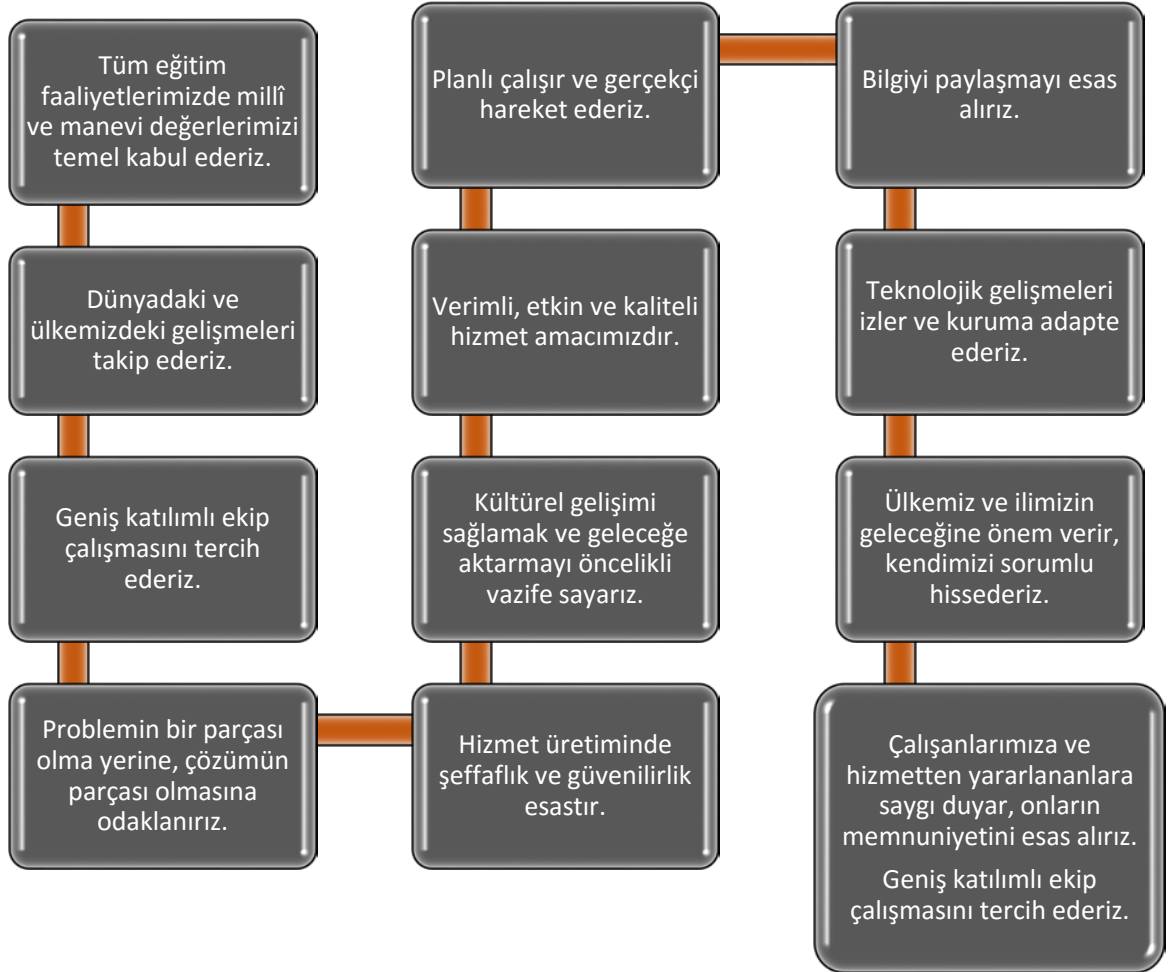 Tüm eğitim
faaliyetlerimizde millî
ve manevi değerlerimizi
temel kabul ederiz.
Dünyadaki ve
ülkemizdeki gelişmeleri
takip ederiz.
Geniş katılımlı ekip
çalışmasını tercih
ederiz.
Problemin bir parçası
olma yerine, çözümün
parçası olmasına
odaklanırız.
Hizmet üretiminde
şeffaflık ve güvenilirlik
esastır.
Kültürel gelişimi
sağlamak ve geleceğe
aktarmayı öncelikli
vazife sayarız.
Verimli, etkin ve kaliteli
hizmet amacımızdır.
Planlı çalışır ve gerçekçi
hareket ederiz.
Bilgiyi paylaşmayı esas
alırız.
Teknolojik gelişmeleri
izler ve kuruma adapte
ederiz.
Ülkemiz ve ilimizin
geleceğine önem verir,
kendimizi sorumlu
hissederiz.
Çalışanlarımıza ve
hizmetten yararlananlara
saygı duyar, onların
memnuniyetini esas alırız.
Geniş katılımlı ekip
çalışmasını tercih ederiz.